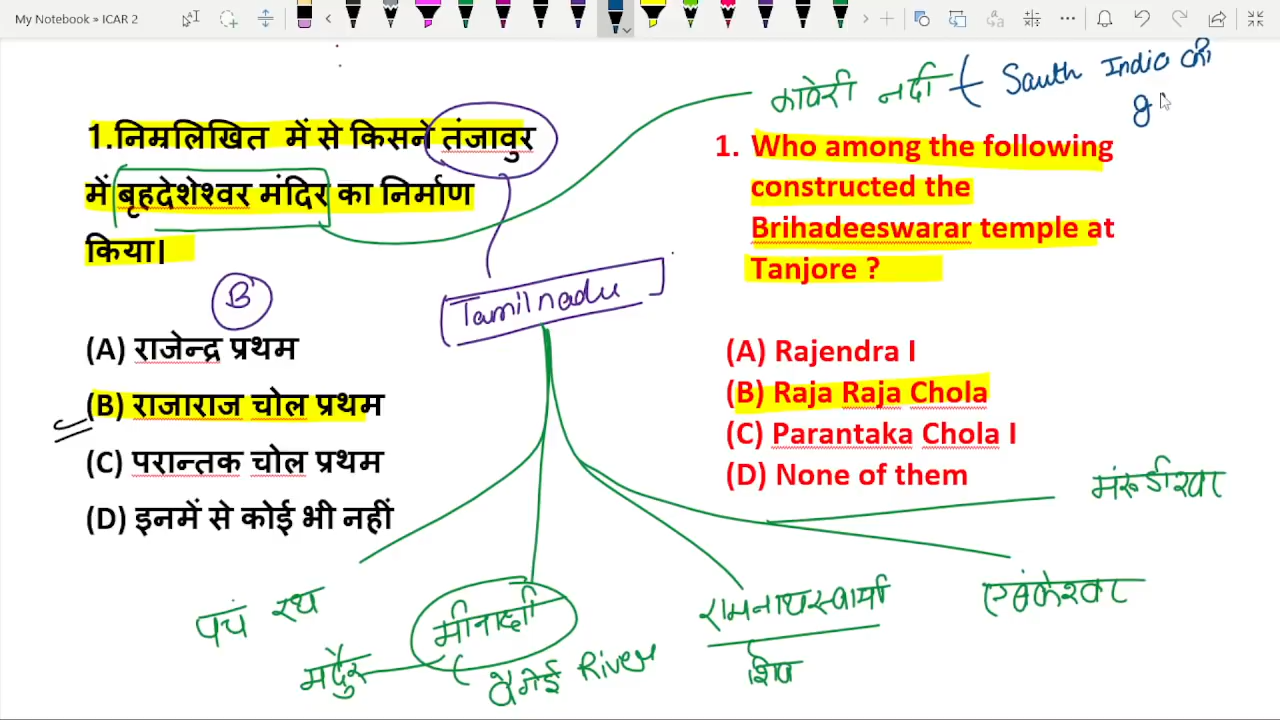 My Notebook » ICAR 2
कावेरी नदी ( South India की
g
1.निम्नलिखित में से किसने तंजावुर
में बृहदेशेश्वर मंदिर का निर्माण
किया।
1. Who among the following
constructed the
Brihadeeswarar temple at
Tanjore ?
B
Tamilnadu
(A) राजेन्द्र प्रथम
(B) राजाराज चोल प्रथम
(C) परान्तक चोल प्रथम
(D) इनमें से कोई भी नहीं
(A) Rajendra I
(B) Raja Raja Chola
(C) Parantaka Chola I
(D) None of them
पचं रथ
मीनाक्षी
मदैुर
( वैगेई River
रामनाथस्वामी
शिव